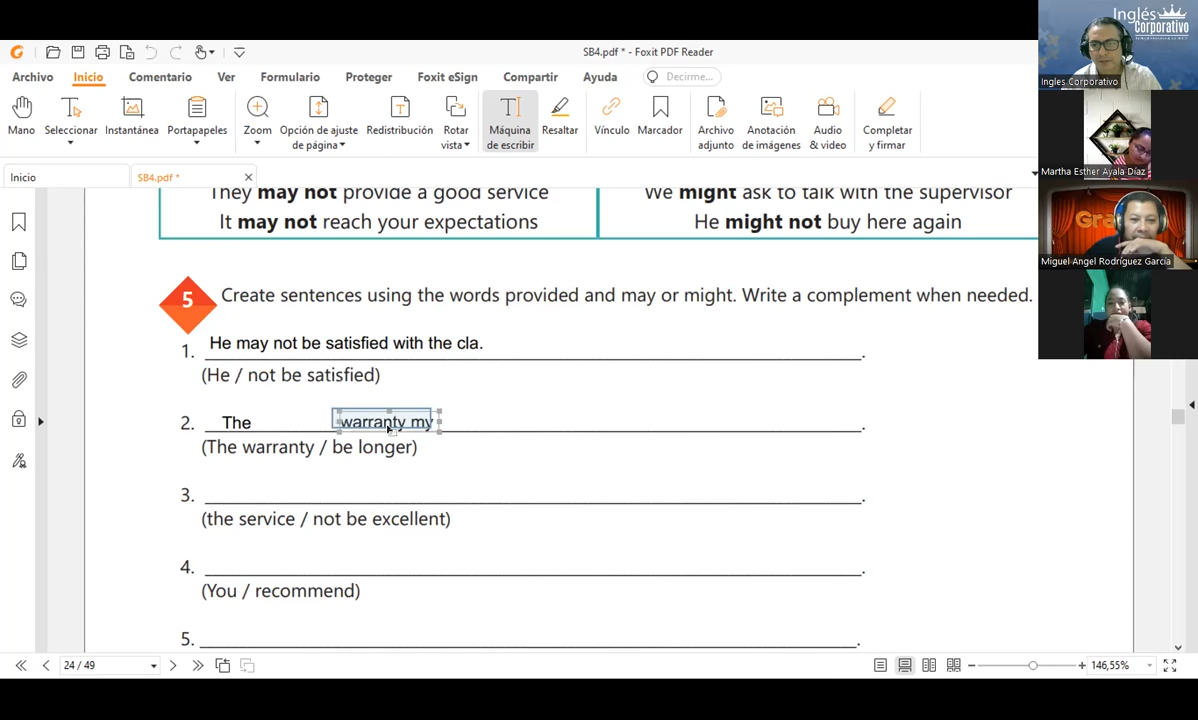 Inglés
Corporativo
SB4.pdf * - Foxit PDF Reader
Archivo Inicio Comentario Ver Formulario Proteger Foxit eSign Compartir Ayuda Decirme...
Mano Seleccionar Instantánea Portapapeles Zoom Opción de ajuste de página Redistribución Rotar vista Máquina de escribir Resaltar Vínculo Marcador Archivo adjunto Anotación de imágenes Audio & video Completar y firmar
Ingles Corporativo
Martha Esther Ayala Díaz
Miguel Angel Rodríguez García
Inicio SB4.pdf *
They may not provide a good service
It may not reach your expectations
We might ask to talk with the supervisor
He might not buy here again
5 Create sentences using the words provided and may or might. Write a complement when needed.
1. He may not be satisfied with the cla.
(He / not be satisfied)
2. The warranty my
(The warranty / be longer)
3.
(the service / not be excellent)
4.
(You / recommend)
5.
24 / 49
146,55%